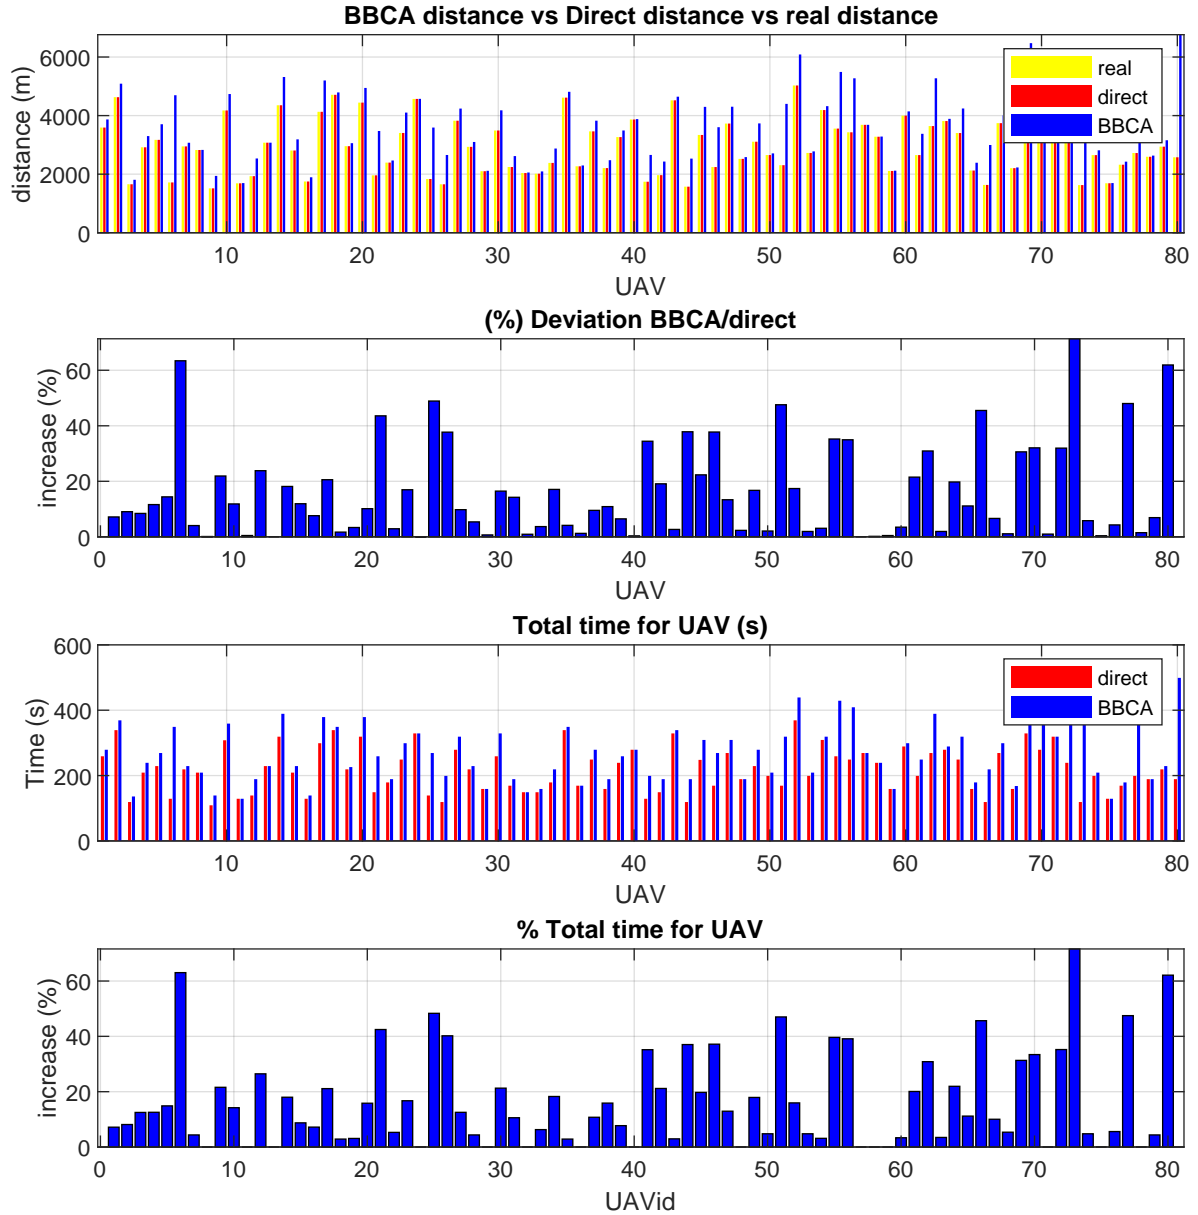 BBCA distance vs Direct distance vs real distance
distance (m)
6000
4000
2000
0
real
direct
BBCA
10 20 30 40 50 60 70 80
UAV
(%) Deviation BBCA/direct
increase (%)
60
40
20
0
0 10 20 30 40 50 60 70 80
UAV
Total time for UAV (s)
Time (s)
600
400
200
0
direct
BBCA
10 20 30 40 50 60 70 80
UAV
% Total time for UAV
increase (%)
60
40
20
0
0 10 20 30 40 50 60 70 80
UAVid